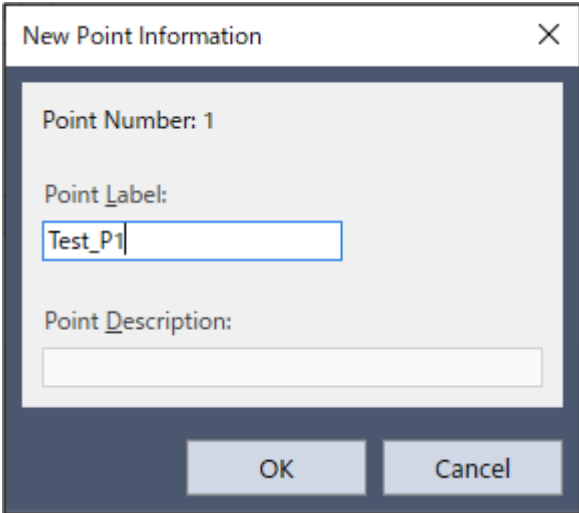 New Point Information
Point Number: 1
Point Label:
Test_P1
Point Description:
OK
Cancel